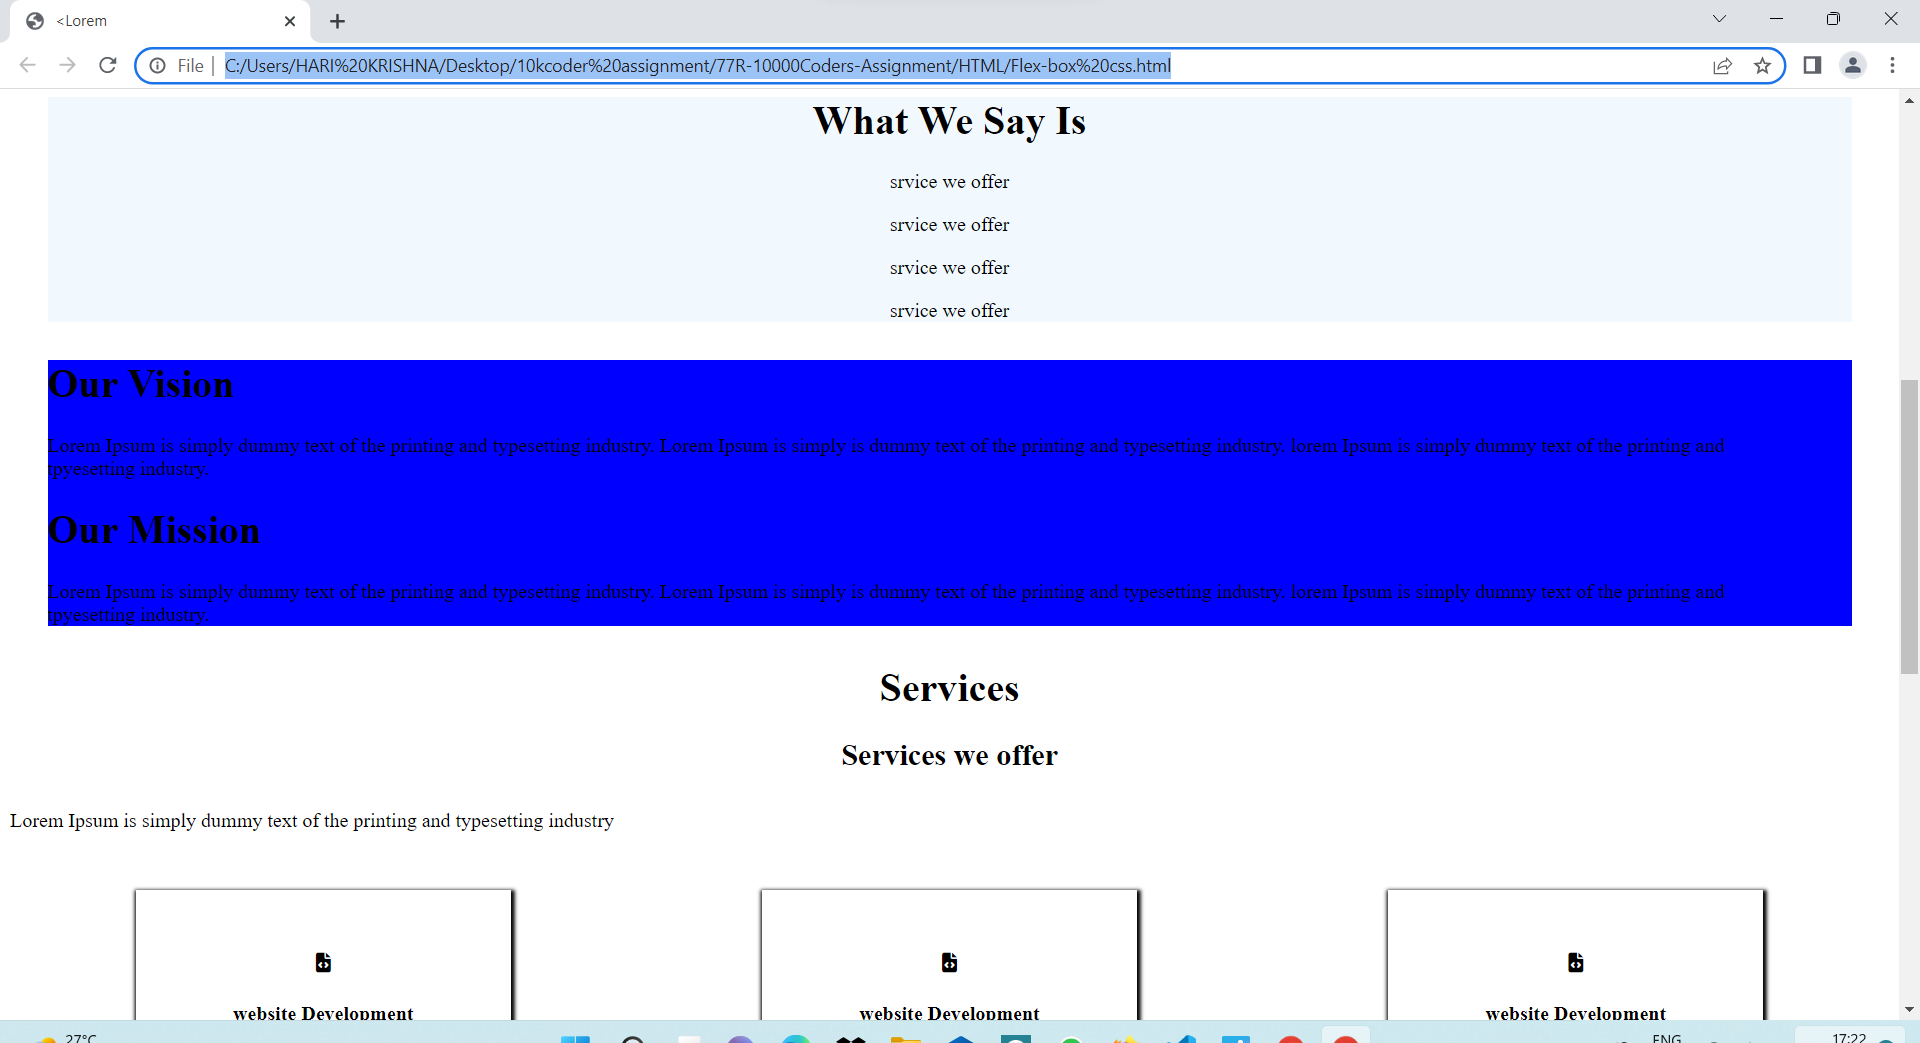 <Lorem
File
C:/Users/HARI%20KRISHNA/Desktop/10kcoder%20assignment/77R-10000Coders-Assignment/HTML/Flex-box%20css.html
What We Say Is
srvice we offer
srvice we offer
srvice we offer
srvice we offer
Our Vision
Lorem Ipsum is simply dummy text of the printing and typesetting industry. Lorem Ipsum is simply is dummy text of the printing and typesetting industry. lorem Ipsum is simply dummy text of the printing and
tpyesetting industry.
Our Mission
Lorem Ipsum is simply dummy text of the printing and typesetting industry. Lorem Ipsum is simply is dummy text of the printing and typesetting industry. lorem Ipsum is simply dummy text of the printing and
tpyesetting industry.
Services
Services we offer
Lorem Ipsum is simply dummy text of the printing and typesetting industry
website Development
website Development
website Development
27°C
ENG
17:22